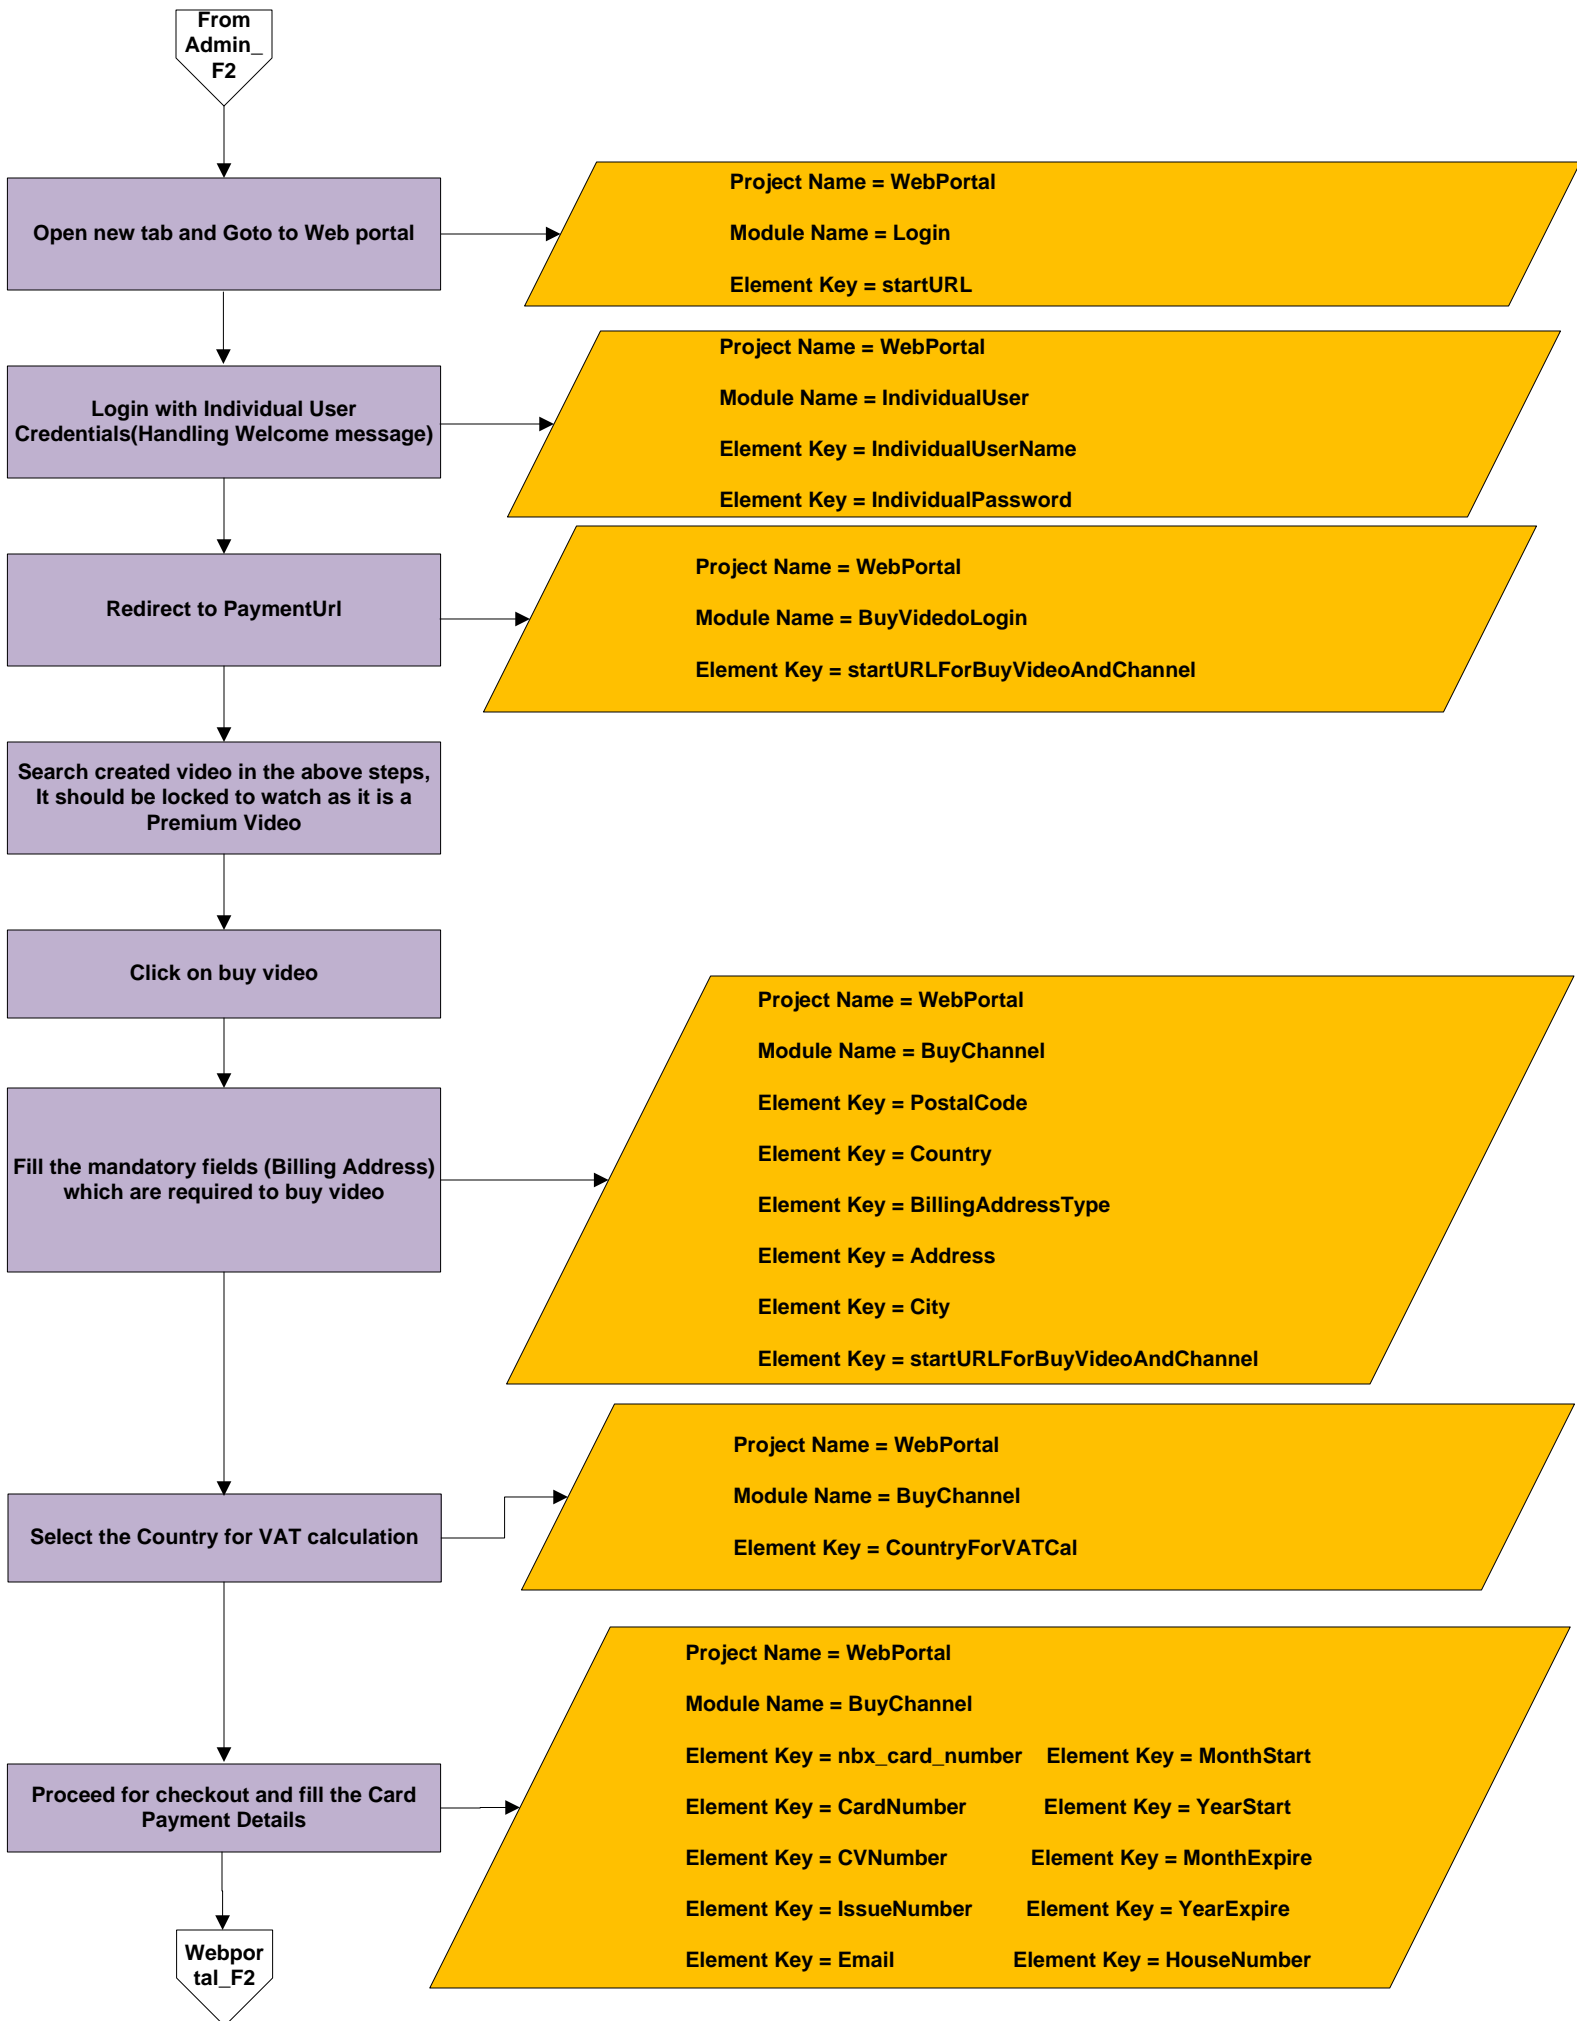 From
Admin_
F2
Open new tab and Goto to Web portal
Project Name = WebPortal
Module Name = Login
Element Key = startURL
Login with Individual User
Credentials(Handling Welcome message)
Project Name = WebPortal
Module Name = IndividualUser
Element Key = IndividualUserName
Element Key = IndividualPassword
Redirect to PaymentUrl
Project Name = WebPortal
Module Name = BuyVidedoLogin
Element Key = startURLForBuyVideoAndChannel
Search created video in the above steps,
It should be locked to watch as it is a
Premium Video
Click on buy video
Fill the mandatory fields (Billing Address)
which are required to buy video
Project Name = WebPortal
Module Name = BuyChannel
Element Key = PostalCode
Element Key = Country
Element Key = BillingAddressType
Element Key = Address
Element Key = City
Element Key = startURLForBuyVideoAndChannel
Select the Country for VAT calculation
Project Name = WebPortal
Module Name = BuyChannel
Element Key = CountryForVATCal
Proceed for checkout and fill the Card
Payment Details
Project Name = WebPortal
Module Name = BuyChannel
Element Key = nbx_card_number Element Key = MonthStart
Element Key = CardNumber Element Key = YearStart
Element Key = CVNumber Element Key = MonthExpire
Element Key = IssueNumber Element Key = YearExpire
Element Key = Email Element Key = HouseNumber
Webpor
tal_F2